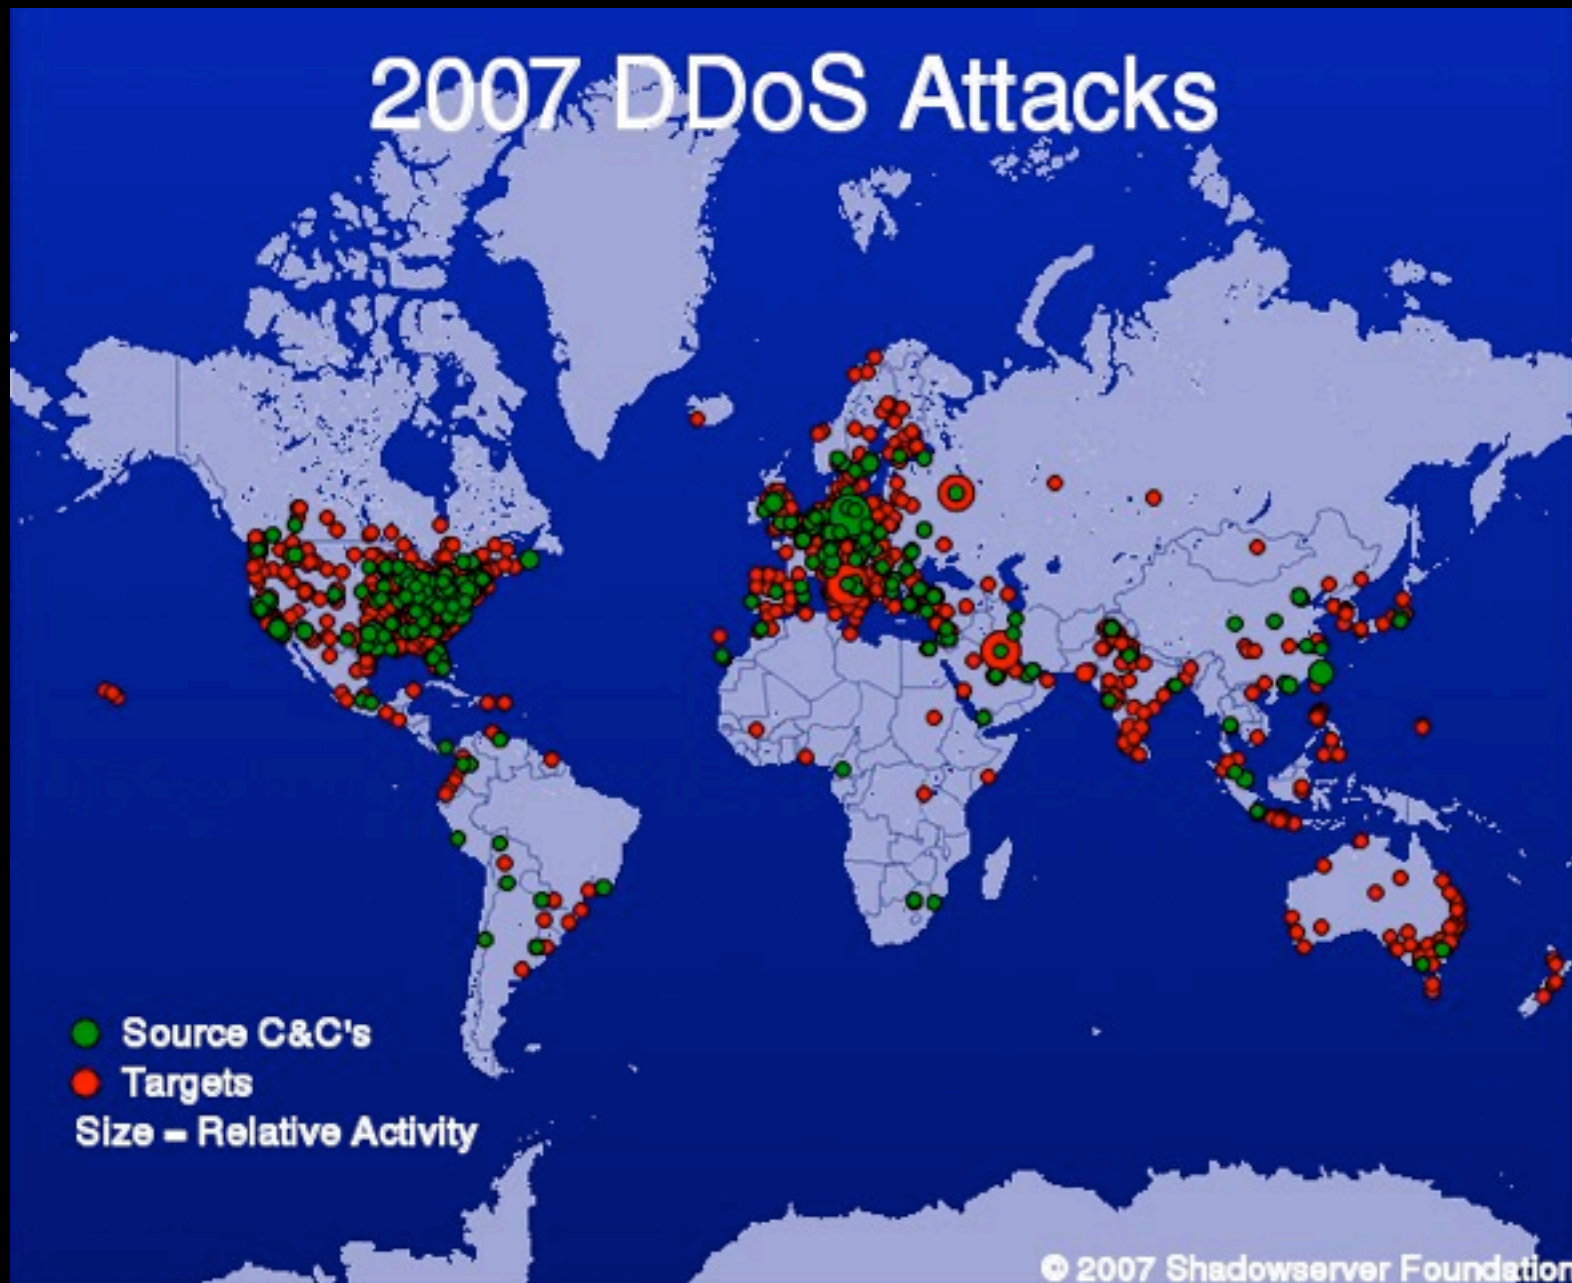 2007 DDoS Attacks
Source C&C's
Targets
Size = Relative Activity
© 2007 Shadowserver Foundation